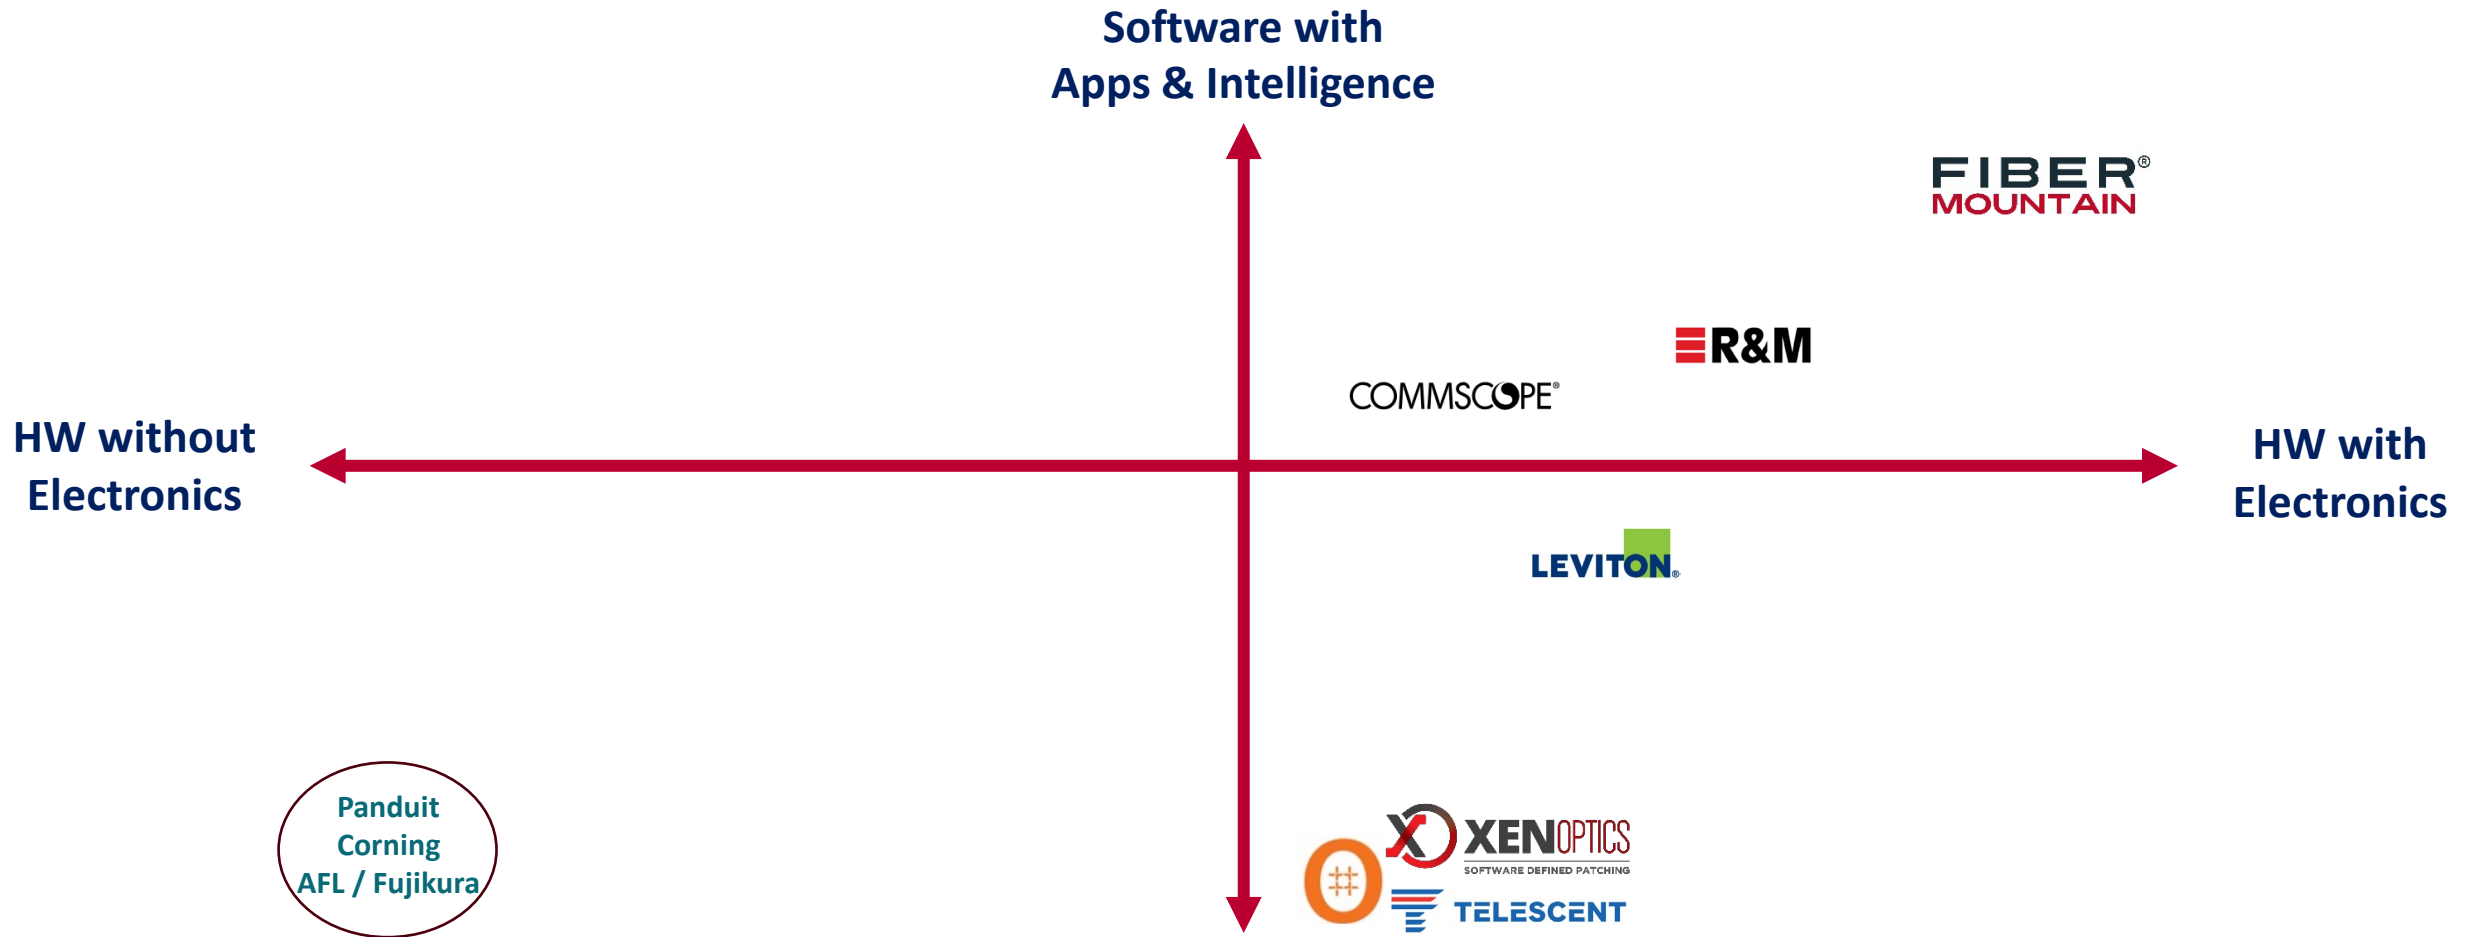 Software with
Apps & Intelligence
FIBER®
MOUNTAIN
R&M
COMMSCOPE®
HW without
Electronics
HW with
Electronics
LEVITON®
Panduit
Corning
AFL / Fujikura
XENOPTICS
SOFTWARE DEFINED PATCHING
TELESCENT